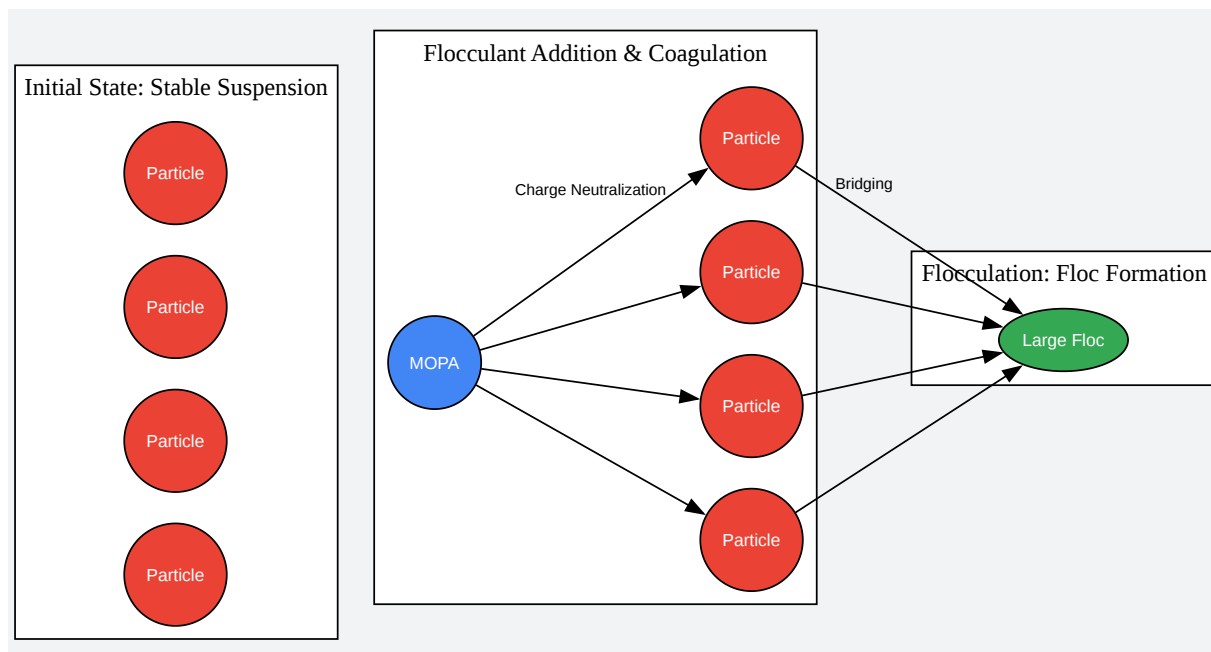 Initial State: Stable Suspension
Particle
Particle
Particle
Particle
Flocculant Addition & Coagulation
MOPA
Charge Neutralization
Particle
Particle
Particle
Particle
Bridging
Flocculation: Floc Formation
Large Floc